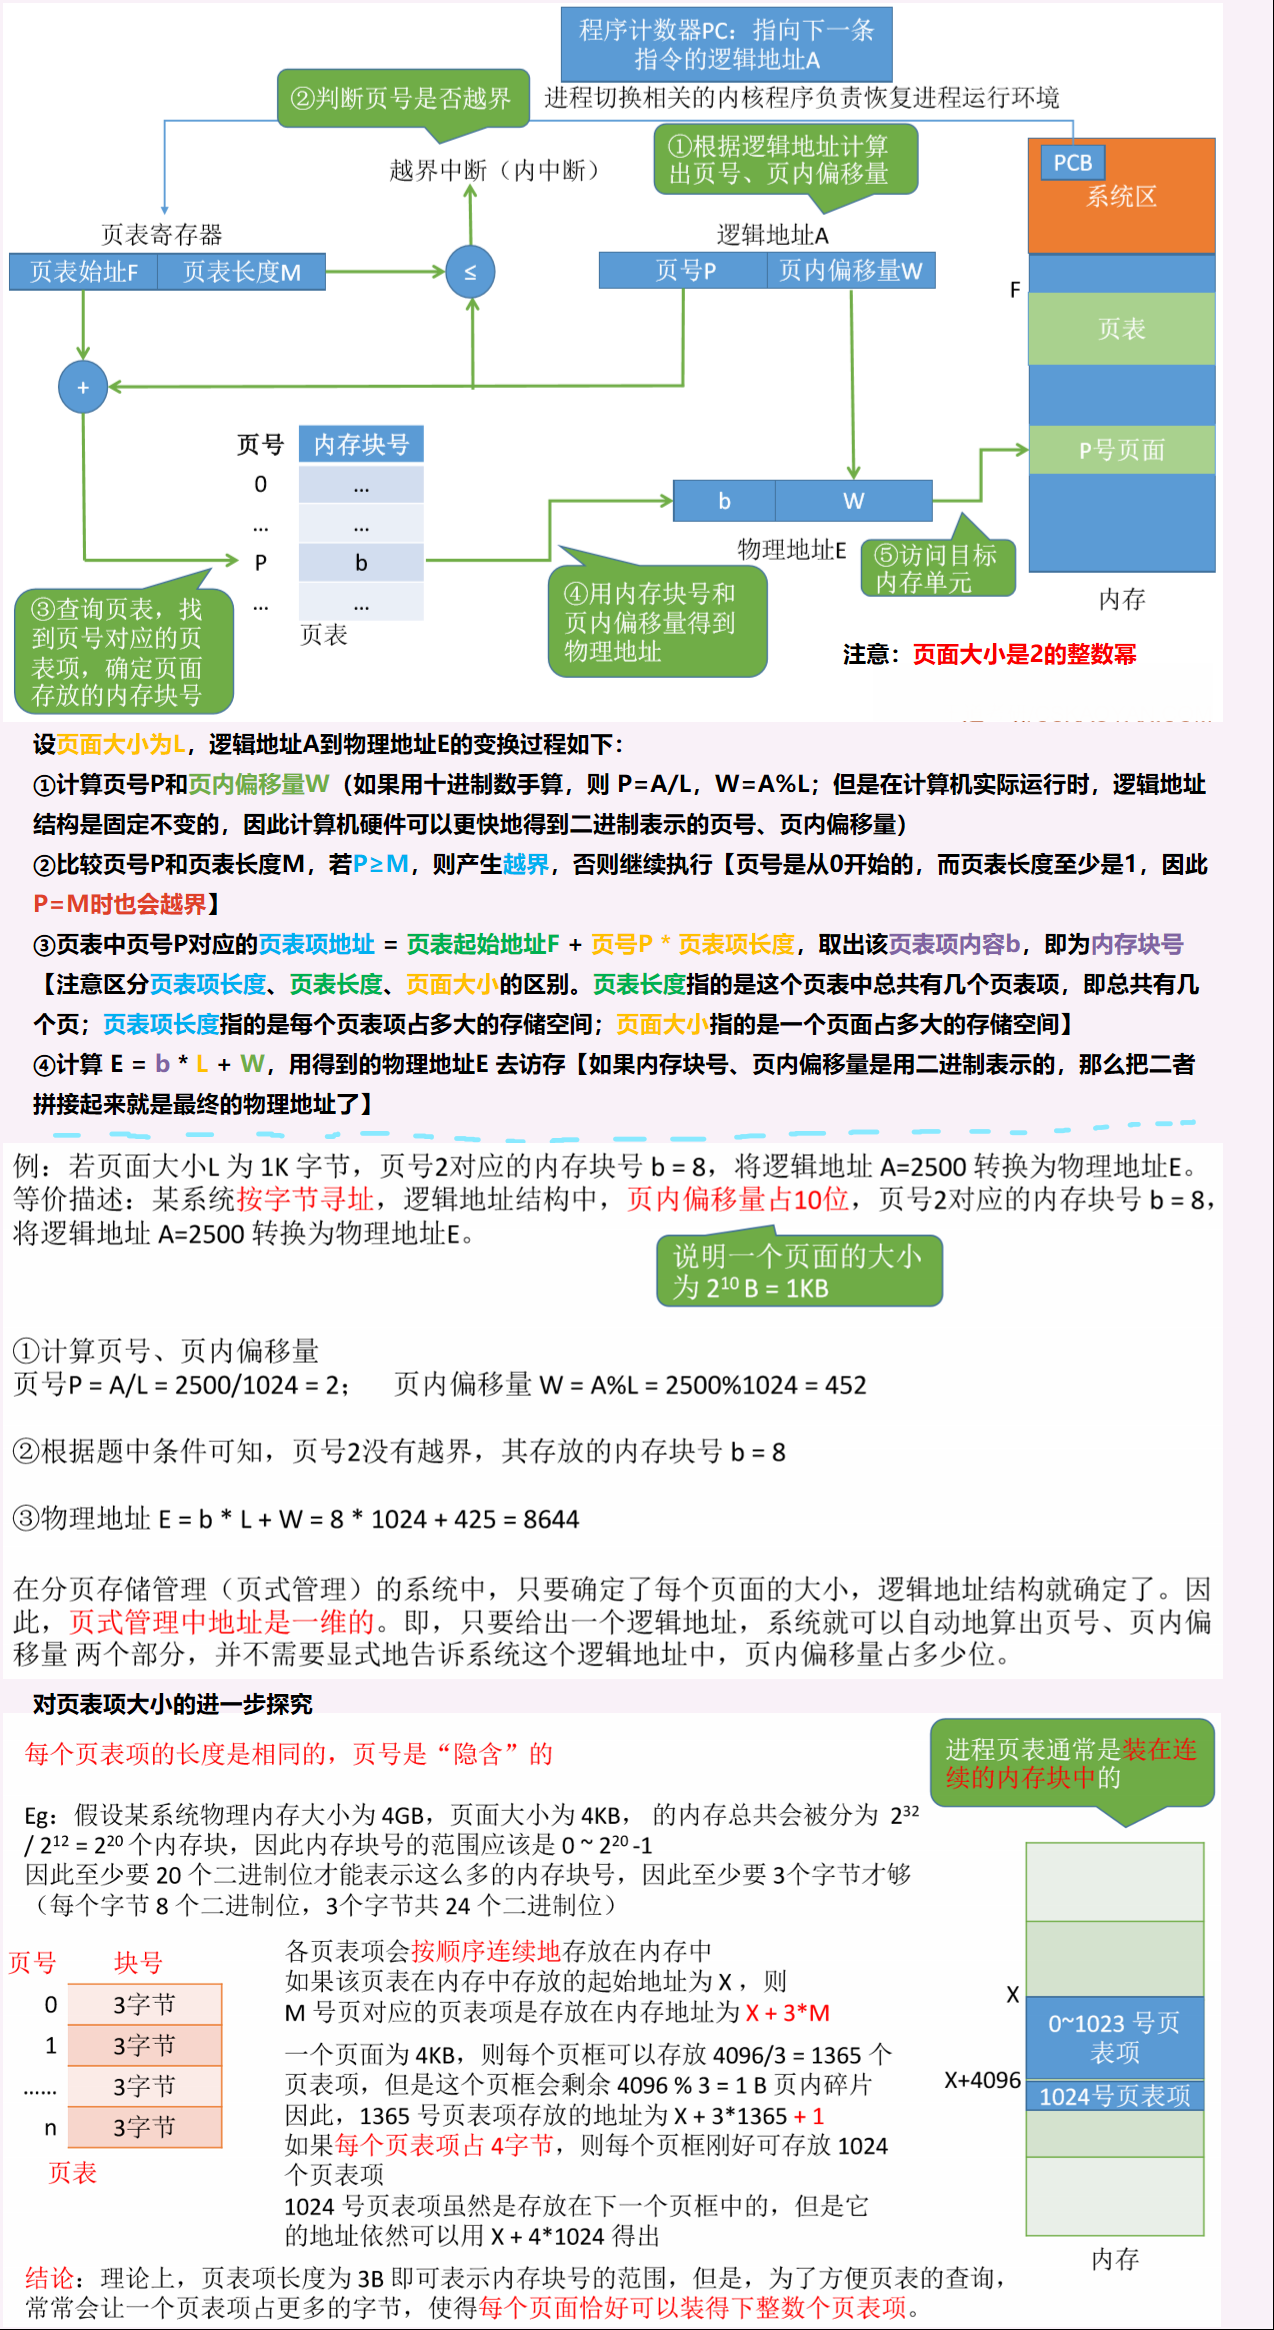 程序计数器PC：指向下一条
指令的逻辑地址A
②判断页号是否越界
进程切换相关的内核程序负责恢复进程运行环境
①根据逻辑地址计算
出页号、页内偏移量
PCB
系统区
越界中断（内中断）
页表寄存器
逻辑地址A
页表始址F
页表长度M
≤
页号P
页内偏移量W
F
页表
+
页号
内存块号
P号页面
0
...
...
...
b
W
P
b
物理地址E
⑤访问目标
内存单元
...
...
页表
内存
③查询页表，找
到页号对应的页
表项，确定页面
存放的内存块号
④用内存块号和
页内偏移量得到
物理地址
注意：页面大小是2的整数幂
设页面大小为L，逻辑地址A到物理地址E的变换过程如下：
①计算页号P和页内偏移量W（如果用十进制数手算，则 P=A/L，W=A%L；但是在计算机实际运行时，逻辑地址
结构是固定不变的，因此计算机硬件可以更快地得到二进制表示的页号、页内偏移量）
②比较页号P和页表长度M，若P≥M，则产生越界，否则继续执行【页号是从0开始的，而页表长度至少是1，因此
P=M时也会越界】
③页表中页号P对应的页表项地址 = 页表起始地址F + 页号P * 页表项长度，取出该页表项内容b，即为内存块号
【注意区分页表项长度、页表长度、页面大小的区别。页表长度指的是这个页表中总共有几个页表项，即总共有几
个页；页表项长度指的是每个页表项占多大的存储空间；页面大小指的是一个页面占多大的存储空间】
④计算 E = b * L + W，用得到的物理地址E 去访存【如果内存块号、页内偏移量是用二进制表示的，那么把二者
拼接起来就是最终的物理地址了】
例：若页面大小L 为 1K 字节，页号2对应的内存块号 b = 8，将逻辑地址 A=2500 转换为物理地址E。
等价描述：某系统按字节寻址，逻辑地址结构中，页内偏移量占10位，页号2对应的内存块号 b = 8，
将逻辑地址 A=2500 转换为物理地址E。
说明一个页面的大小
为 2¹⁰ B = 1KB
①计算页号、页内偏移量
页号P = A/L = 2500/1024 = 2； 页内偏移量 W = A%L = 2500%1024 = 452
②根据题中条件可知，页号2没有越界，其存放的内存块号 b = 8
③物理地址 E = b * L + W = 8 * 1024 + 425 = 8644
在分页存储管理（页式管理）的系统中，只要确定了每个页面的大小，逻辑地址结构就确定了。因
此，页式管理中地址是一维的。即，只要给出一个逻辑地址，系统就可以自动地算出页号、页内偏
移量 两个部分，并不需要显式地告诉系统这个逻辑地址中，页内偏移量占多少位。
对页表项大小的进一步探究
每个页表项的长度是相同的，页号是“隐含”的
进程页表通常是装在连
续的内存块中的
Eg：假设某系统物理内存大小为 4GB，页面大小为 4KB， 的内存总共会被分为 2³²
/ 2¹² = 2²⁰ 个内存块，因此内存块号的范围应该是 0 ~ 2²⁰ -1
因此至少要 20 个二进制位才能表示这么多的内存块号，因此至少要 3个字节才够
（每个字节 8 个二进制位，3个字节共 24 个二进制位）
页号
块号
0
3字节
1
3字节
......
3字节
n
3字节
页表
各页表项会按顺序连续地存放在内存中
如果该页表在内存中存放的起始地址为 X ，则
M 号页对应的页表项是存放在内存地址为 X + 3*M
一个页面为 4KB，则每个页框可以存放 4096/3 = 1365 个
页表项，但是这个页框会剩余 4096 % 3 = 1 B 页内碎片
因此，1365 号页表项存放的地址为 X + 3*1365 + 1
如果每个页表项占 4字节，则每个页框刚好可存放 1024
个页表项
1024 号页表项虽然是存放在下一个页框中的，但是它
的地址依然可以用 X + 4*1024 得出
X
0~1023 号页
表项
X+4096
1024号页表项
内存
结论：理论上，页表项长度为 3B 即可表示内存块号的范围，但是，为了方便页表的查询，
常常会让一个页表项占更多的字节，使得每个页面恰好可以装得下整数个页表项。